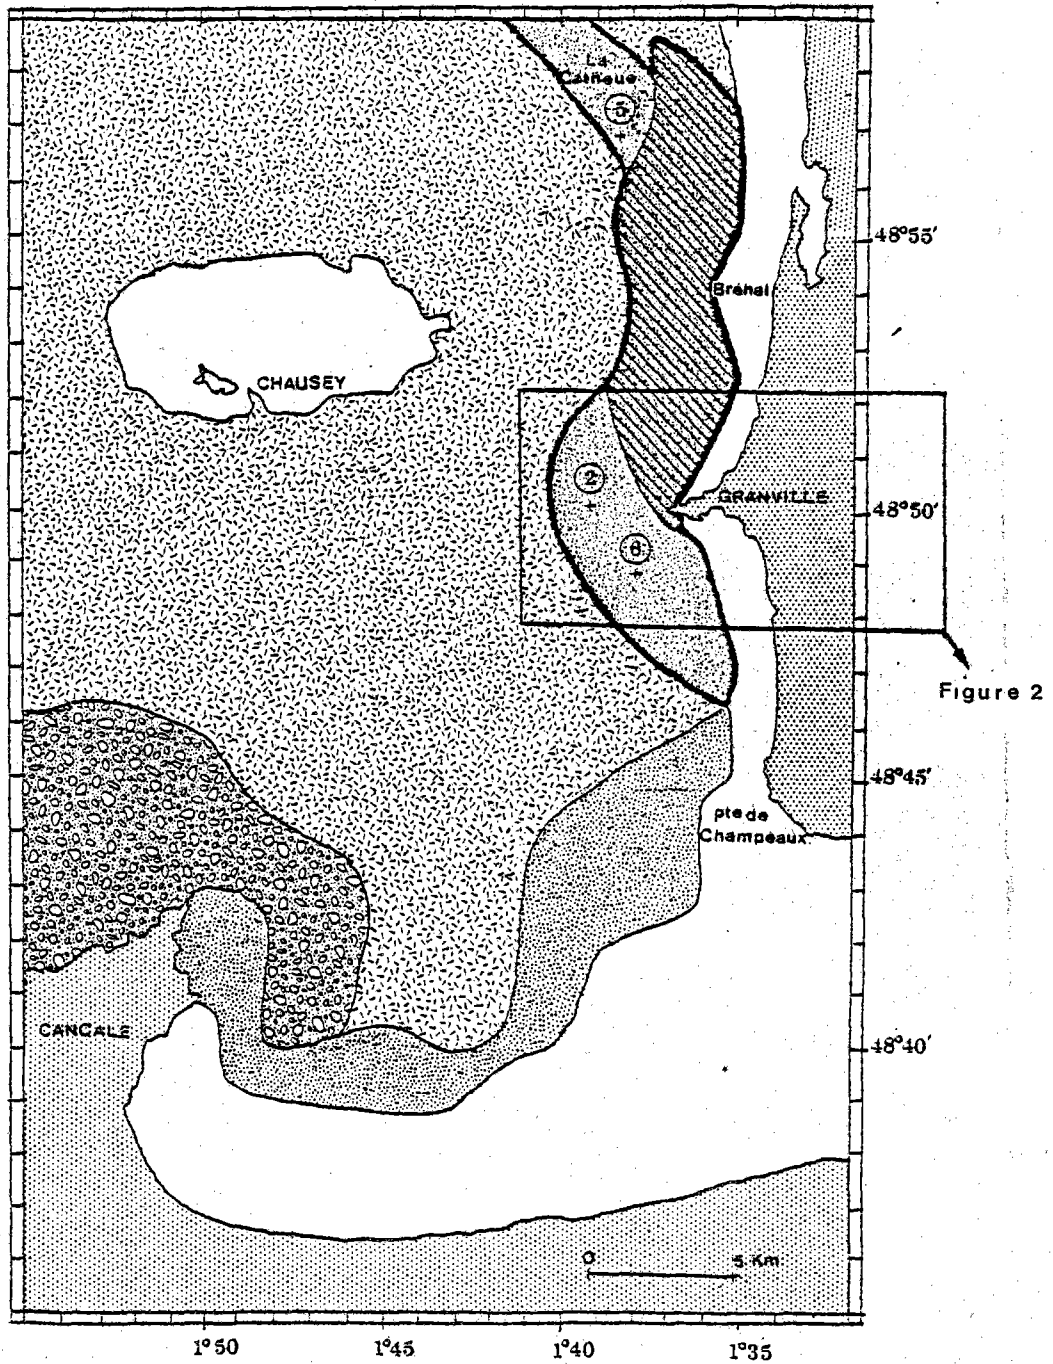 La
Catheue
5
48°55'
Bréhal
CHAUSEY
2
GRANVILLE
48°50'
6
Figure 2
48°45'
pte de
Champeaux
CANCALE
48°40'
0
5 Km
1°50
1°45
1°40
1°35